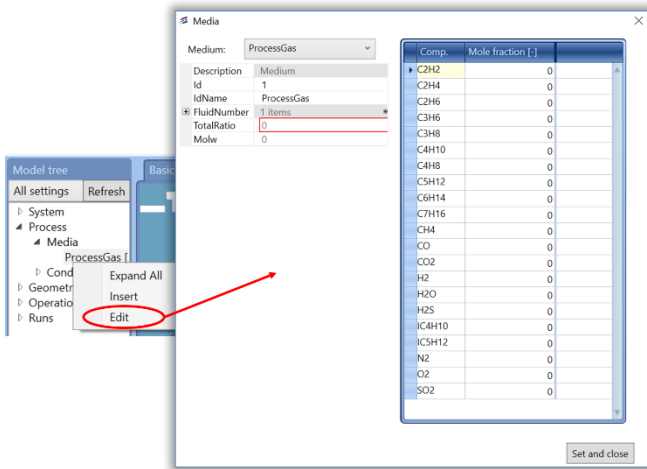 Media
Medium: ProcessGas
Description Medium
Id 1
IdName ProcessGas
FluidNumber 1 items
TotalRatio 0
Molw 0
Comp. Mole fraction [-]
C2H2 0
C2H4 0
C2H6 0
C3H6 0
C3H8 0
C4H10 0
C4H8 0
C5H12 0
C6H14 0
C7H16 0
CH4 0
CO 0
CO2 0
H2 0
H2O 0
H2S 0
IC4H10 0
IC5H12 0
N2 0
O2 0
SO2 0
Set and close
Model tree
Basic
All settings Refresh
System
Process
Media
ProcessGas [
Cond
Geometr
Operatio
Runs
Expand All
Insert
Edit